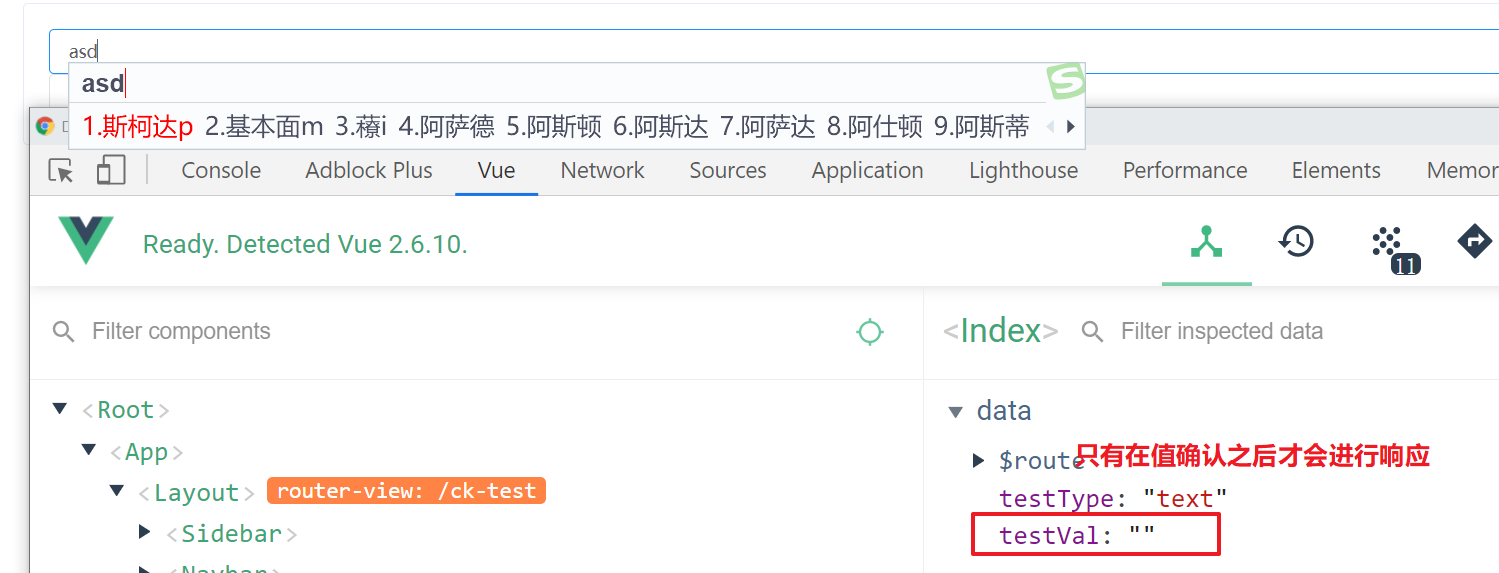 asd
asd
1.斯柯达p 2.基本面m 3.蘔i 4.阿萨德 5.阿斯顿 6.阿斯达 7.阿萨达 8.阿仕顿 9.阿斯蒂
Console Adblock Plus Vue Network Sources Application Lighthouse Performance Elements Memor
Ready. Detected Vue 2.6.10.
11
Filter components
<Index> Filter inspected data
<Root>
<App>
<Layout> router-view: /ck-test
<Sidebar>
<Navbar>
data
$route
只有在值确认之后才会进行响应
testType: "text"
testVal: ""